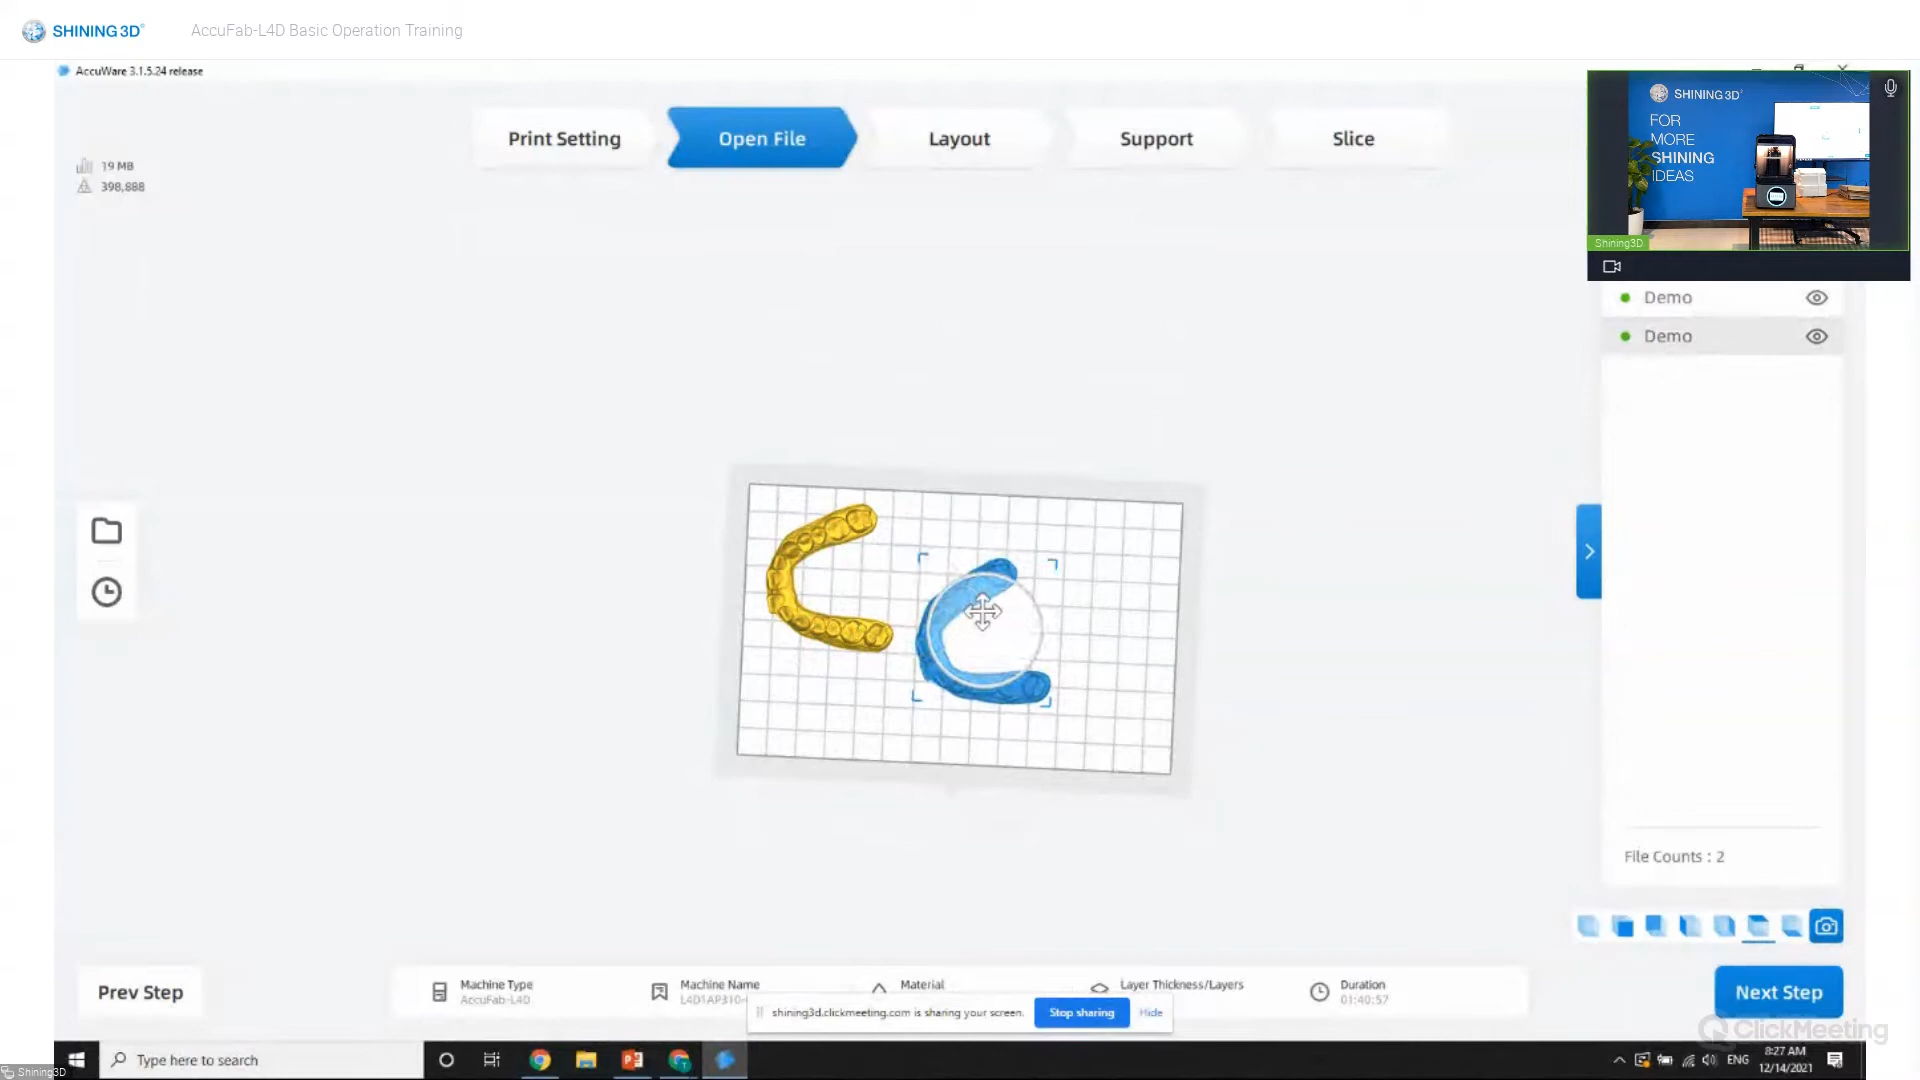 SHINING 3D
AccuFab-L4D Basic Operation Training
AccuWare 3.1.5.24 release
Print Setting
Open File
Layout
Support
Slice
19 MB
398,888
SHINING 3D
FOR
MORE
SHINING
IDEAS
Shining3D
Demo
Demo
File Counts : 2
Prev Step
Machine Type
AccuFab-L4D
Machine Name
L4D1AP310
Material
Layer Thickness/Layers
Duration
01:40:57
Next Step
shining3d.clickmeeting.com is sharing your screen.
Stop sharing
Hide
ClickMeeting
Type here to search
ENG
8:27 AM
12/14/2021
Shining3D